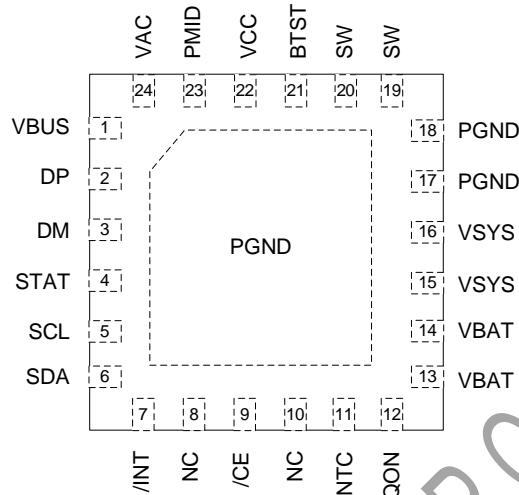 VAC PMID VCC BTST SW SW
24 23 22 21 20 19
VBUS 1
DP 2
DM 3
STAT 4
SCL 5
SDA 6
18 PGND
17 PGND
16 VSYS
15 VSYS
14 VBAT
13 VBAT
PGND
7 8 9 10 11 12
/INT NC /CE NC NTC QON